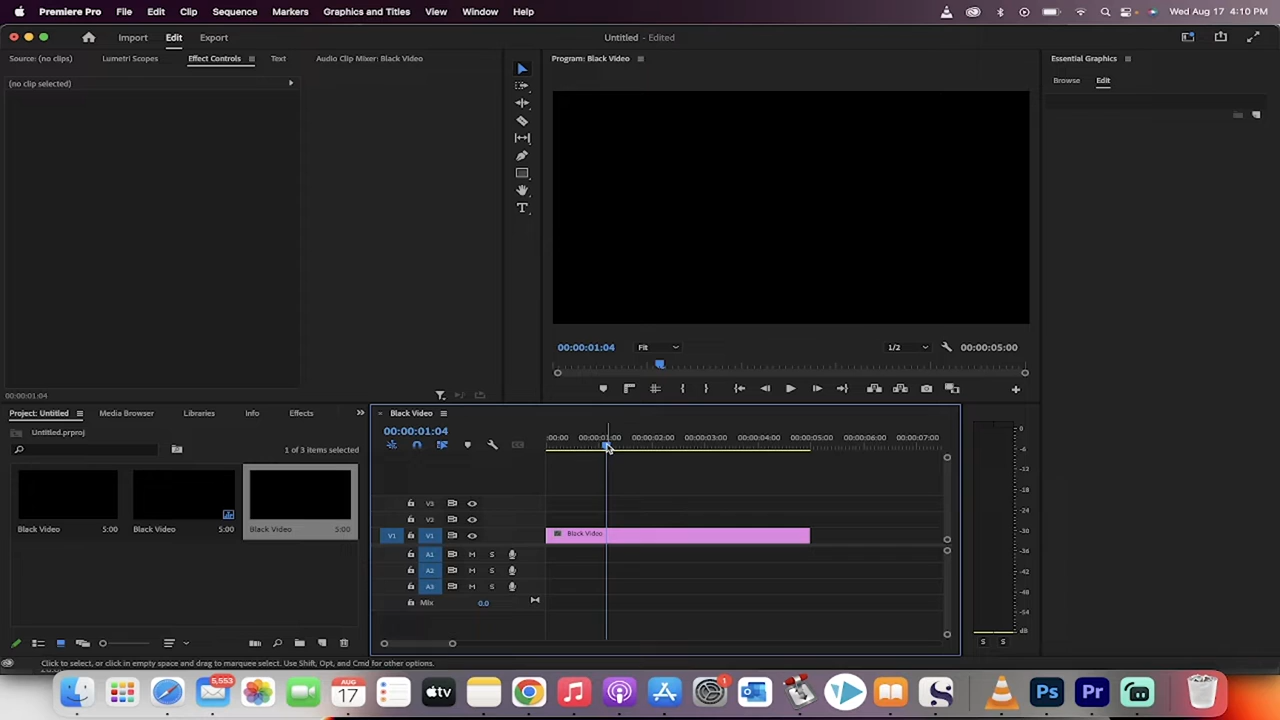 Premiere Pro File Edit Clip Sequence Markers Graphics and Titles View Window Help Wed Aug 17 4:10 PM
Import Edit Export Untitled - Edited
Source: (no clips) Lumetri Scopes Effect Controls Text Audio Clip Mixer: Black Video Program: Black Video Essential Graphics
(no clip selected) Browse Edit
00:00:01:04 Fit 1/2 00:00:05:00
00:00:01:04
Project: Untitled Media Browser Libraries Info Effects Black Video
Untitled.prproj 00:00:01:04
:00:00 00:00:01:00 00:00:02:00 00:00:03:00 00:00:04:00 00:00:05:00 00:00:06:00 00:00:07:00
1 of 3 items selected
V3
V2
Black Video 5:00 Black Video 5:00 Black Video 5:00 V1 V1 Black Video
A1 M S
A2 M S
A3 M S
Mix 0.0
0
-6
-12
-18
-24
-30
-36
-42
-48
-54
dB
S S
Click to select, or click in empty space and drag to marquee select. Use Shift, Opt, and Cmd for other options.
5,553 AUG 17 tv 1 Ps Pr